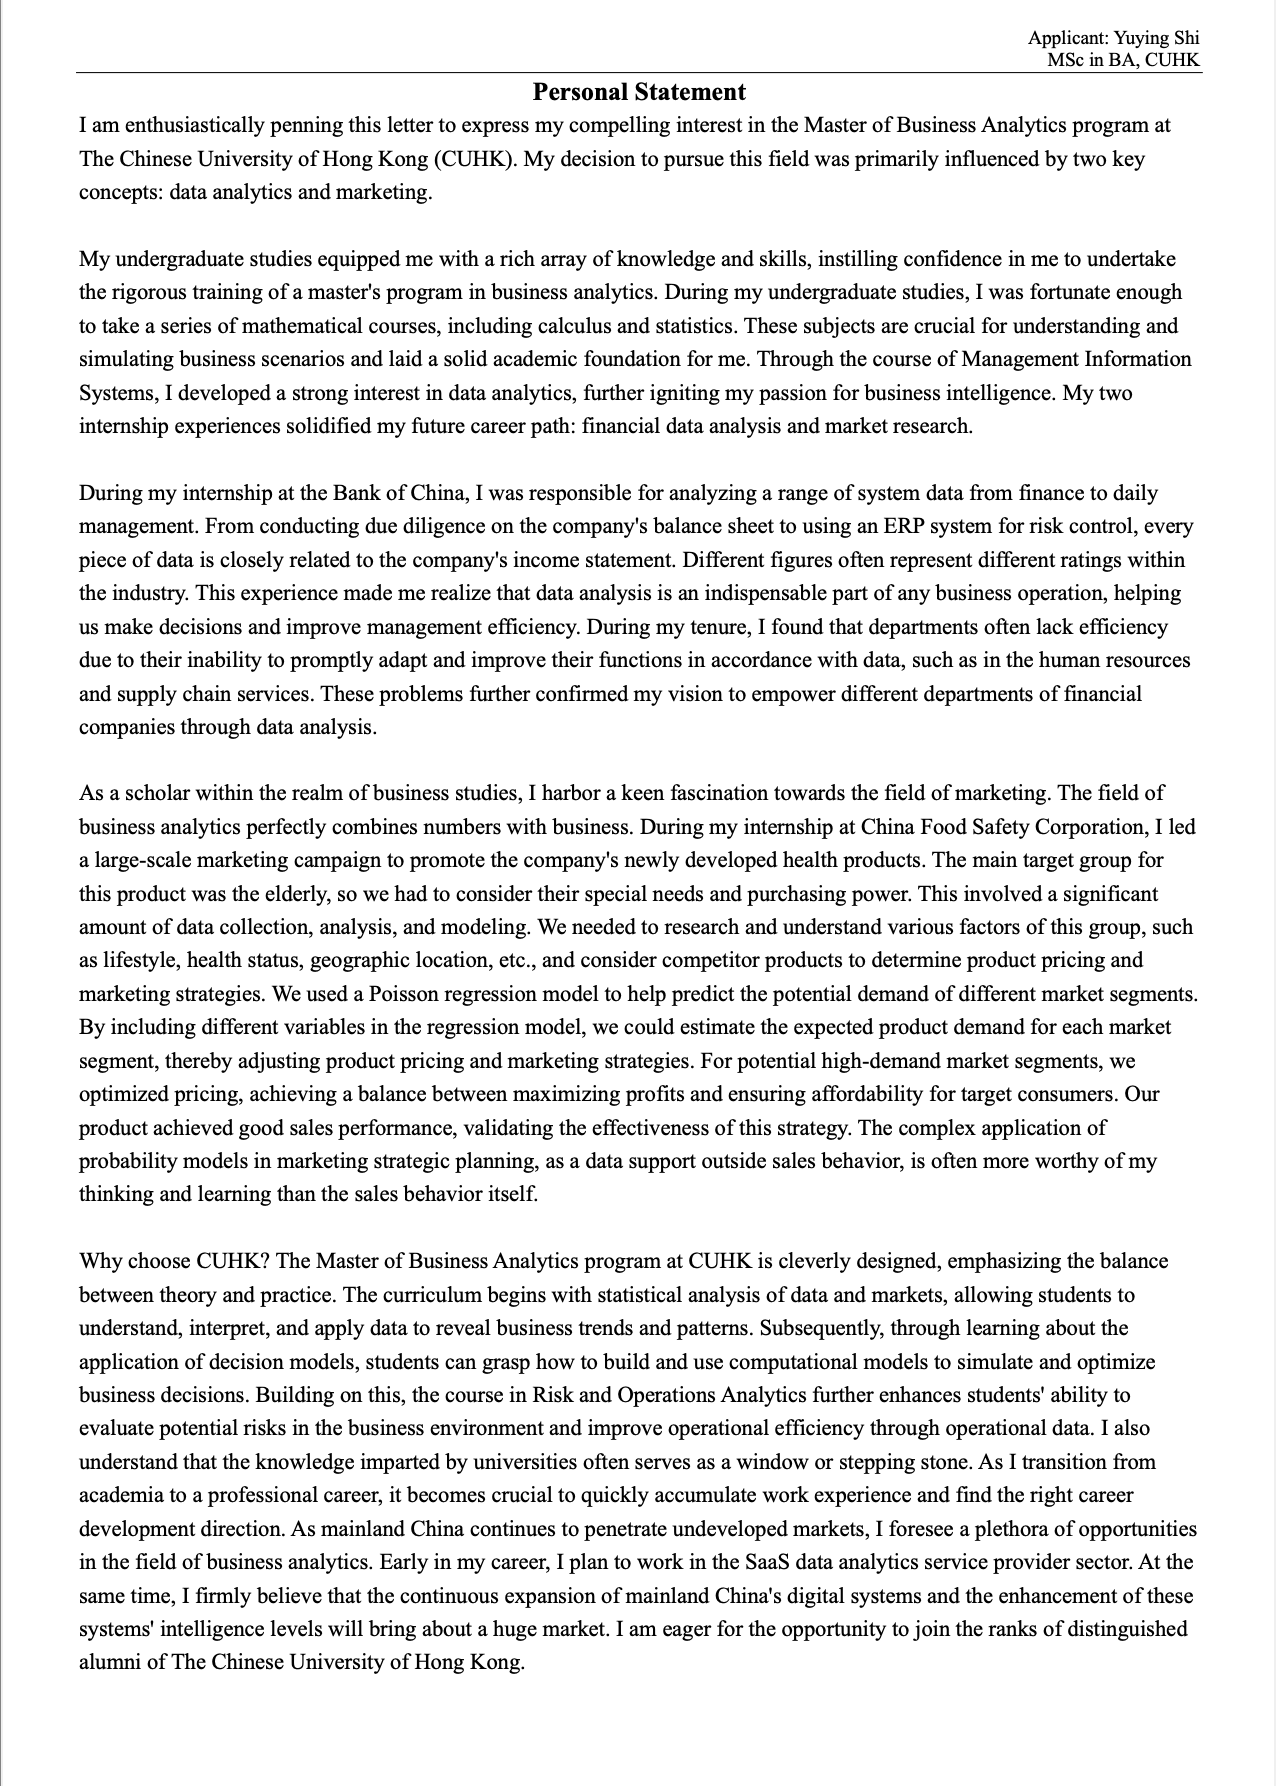 Applicant: Yuying Shi
MSc in BA, CUHK
Personal Statement
I am enthusiastically penning this letter to express my compelling interest in the Master of Business Analytics program at
The Chinese University of Hong Kong (CUHK). My decision to pursue this field was primarily influenced by two key
concepts: data analytics and marketing.
My undergraduate studies equipped me with a rich array of knowledge and skills, instilling confidence in me to undertake
the rigorous training of a master's program in business analytics. During my undergraduate studies, I was fortunate enough
to take a series of mathematical courses, including calculus and statistics. These subjects are crucial for understanding and
simulating business scenarios and laid a solid academic foundation for me. Through the course of Management Information
Systems, I developed a strong interest in data analytics, further igniting my passion for business intelligence. My two
internship experiences solidified my future career path: financial data analysis and market research.
During my internship at the Bank of China, I was responsible for analyzing a range of system data from finance to daily
management. From conducting due diligence on the company's balance sheet to using an ERP system for risk control, every
piece of data is closely related to the company's income statement. Different figures often represent different ratings within
the industry. This experience made me realize that data analysis is an indispensable part of any business operation, helping
us make decisions and improve management efficiency. During my tenure, I found that departments often lack efficiency
due to their inability to promptly adapt and improve their functions in accordance with data, such as in the human resources
and supply chain services. These problems further confirmed my vision to empower different departments of financial
companies through data analysis.
As a scholar within the realm of business studies, I harbor a keen fascination towards the field of marketing. The field of
business analytics perfectly combines numbers with business. During my internship at China Food Safety Corporation, I led
a large-scale marketing campaign to promote the company's newly developed health products. The main target group for
this product was the elderly, so we had to consider their special needs and purchasing power. This involved a significant
amount of data collection, analysis, and modeling. We needed to research and understand various factors of this group, such
as lifestyle, health status, geographic location, etc., and consider competitor products to determine product pricing and
marketing strategies. We used a Poisson regression model to help predict the potential demand of different market segments.
By including different variables in the regression model, we could estimate the expected product demand for each market
segment, thereby adjusting product pricing and marketing strategies. For potential high-demand market segments, we
optimized pricing, achieving a balance between maximizing profits and ensuring affordability for target consumers. Our
product achieved good sales performance, validating the effectiveness of this strategy. The complex application of
probability models in marketing strategic planning, as a data support outside sales behavior, is often more worthy of my
thinking and learning than the sales behavior itself.
Why choose CUHK? The Master of Business Analytics program at CUHK is cleverly designed, emphasizing the balance
between theory and practice. The curriculum begins with statistical analysis of data and markets, allowing students to
understand, interpret, and apply data to reveal business trends and patterns. Subsequently, through learning about the
application of decision models, students can grasp how to build and use computational models to simulate and optimize
business decisions. Building on this, the course in Risk and Operations Analytics further enhances students' ability to
evaluate potential risks in the business environment and improve operational efficiency through operational data. I also
understand that the knowledge imparted by universities often serves as a window or stepping stone. As I transition from
academia to a professional career, it becomes crucial to quickly accumulate work experience and find the right career
development direction. As mainland China continues to penetrate undeveloped markets, I foresee a plethora of opportunities
in the field of business analytics. Early in my career, I plan to work in the SaaS data analytics service provider sector. At the
same time, I firmly believe that the continuous expansion of mainland China's digital systems and the enhancement of these
systems' intelligence levels will bring about a huge market. I am eager for the opportunity to join the ranks of distinguished
alumni of The Chinese University of Hong Kong.